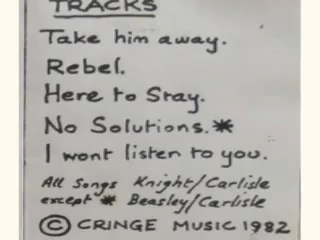 TRACKS
Take him away.
Rebel.
Here to Stay.
No Solutions.*
I wont listen to you.
All Songs Knight/Carlisle
except * Beasley/Carlisle
© CRINGE MUSIC 1982